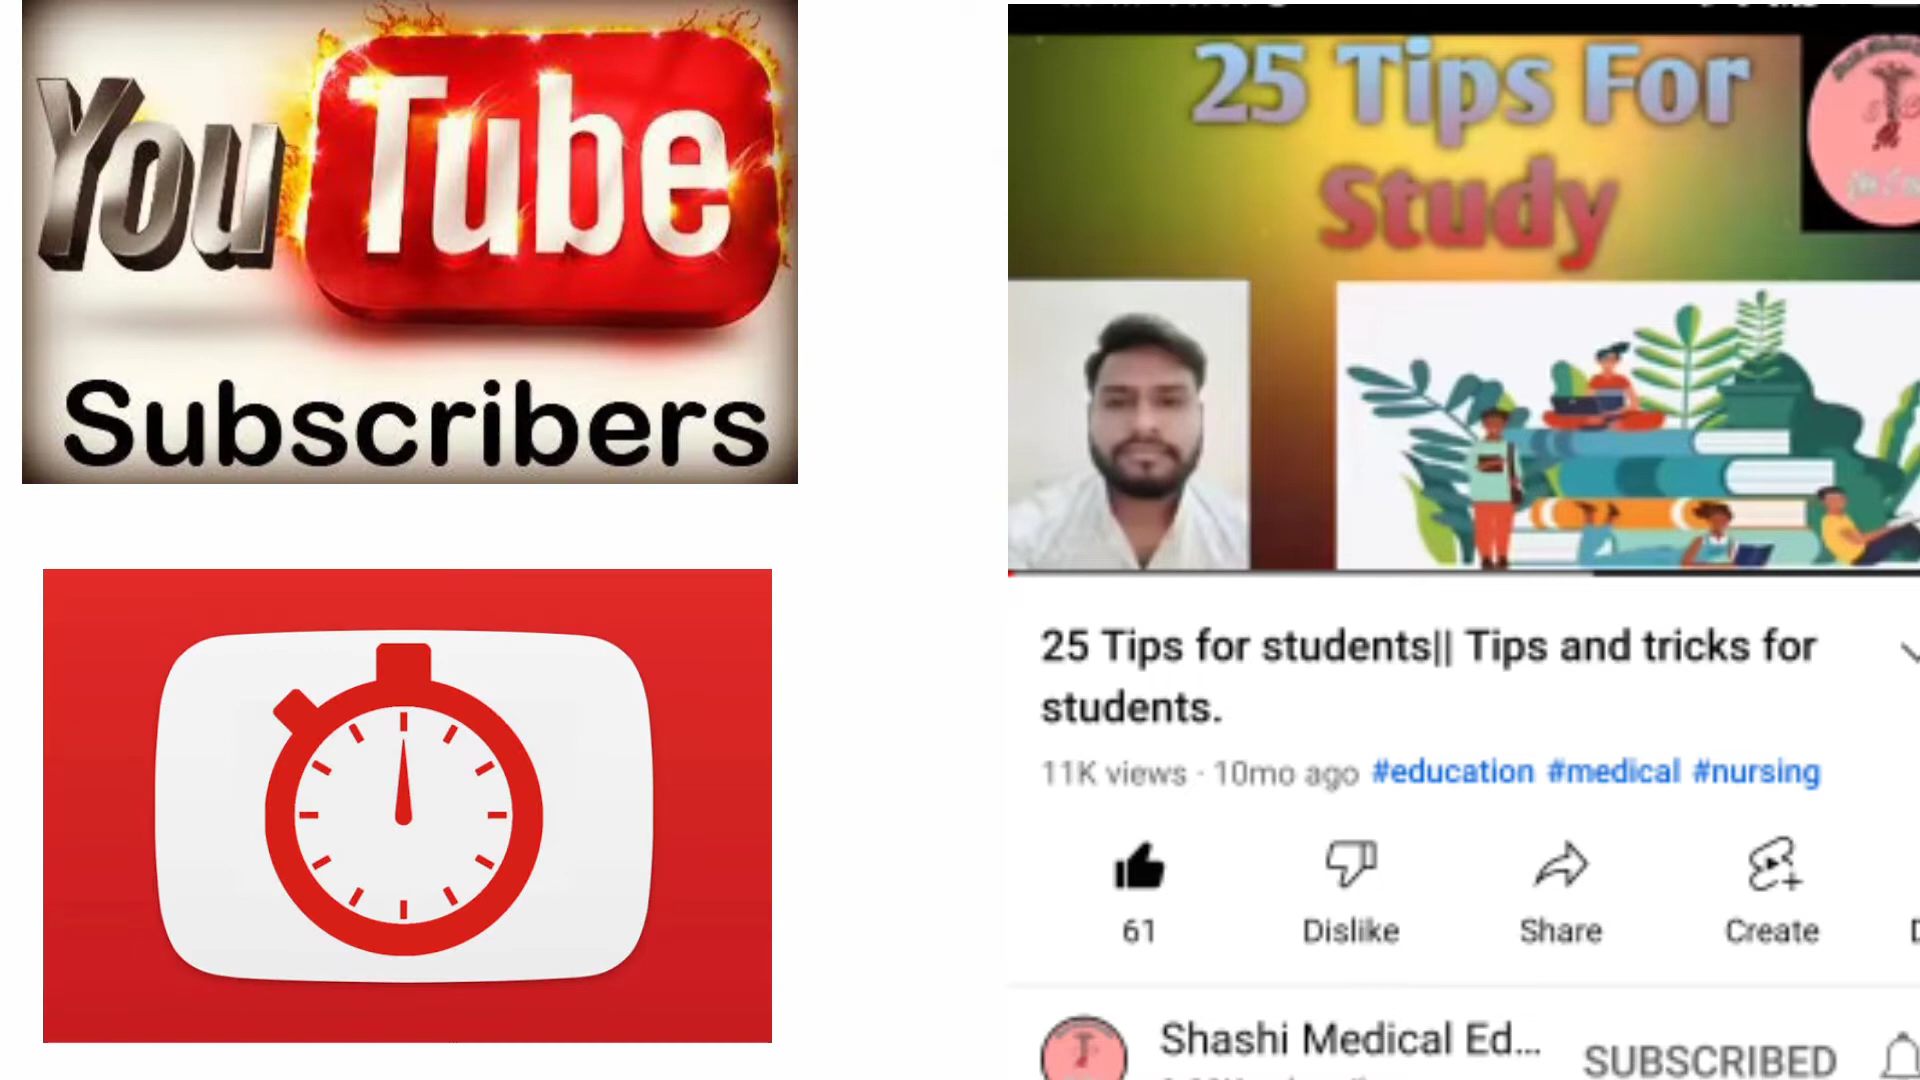 YouTube
Subscribers
25 Tips For
Study
25 Tips for students|| Tips and tricks for
students.
11K views · 10mo ago #education #medical #nursing
61 Dislike Share Create
Shashi Medical Ed...
SUBSCRIBED